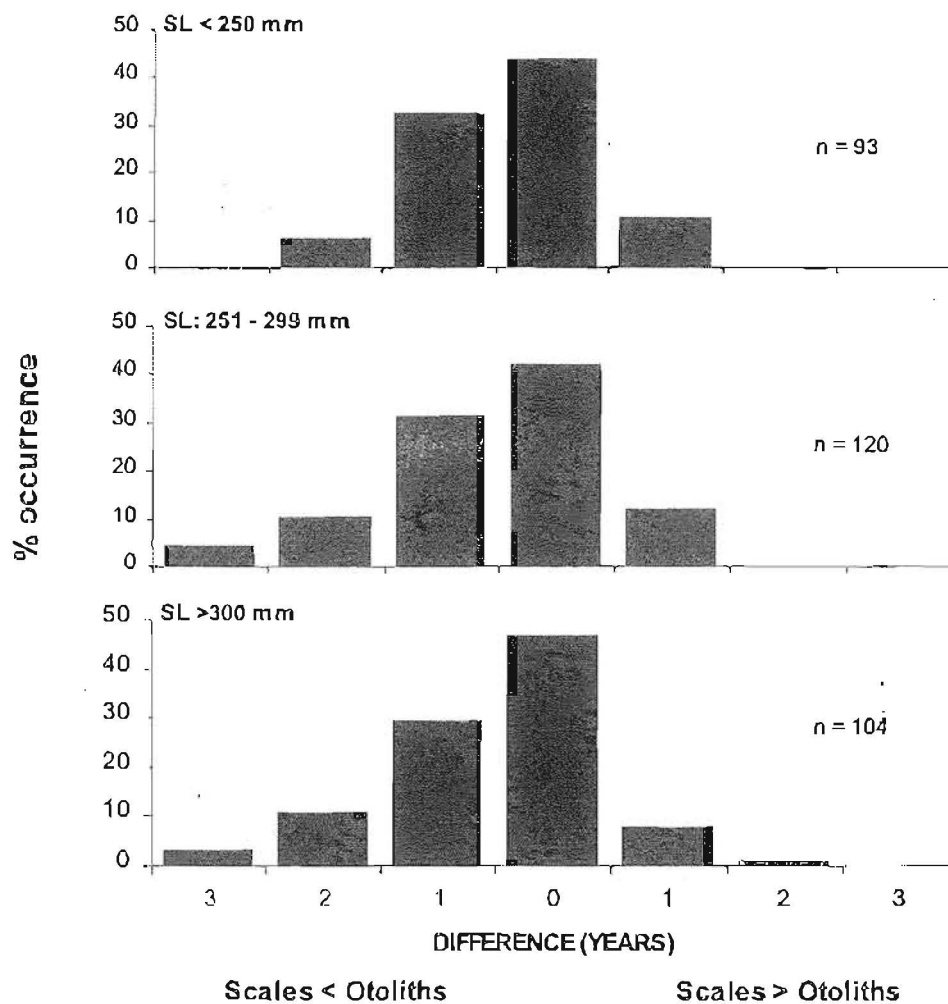 SL < 250 mm
50
40
30
20
10
0
n = 93
SL: 251 - 299 mm
50
40
30
20
10
0
n = 120
SL >300 mm
50
40
30
20
10
0
n = 104
% occurrence
3 2 1 0 1 2 3
DIFFERENCE (YEARS)
Scales < Otoliths Scales > Otoliths